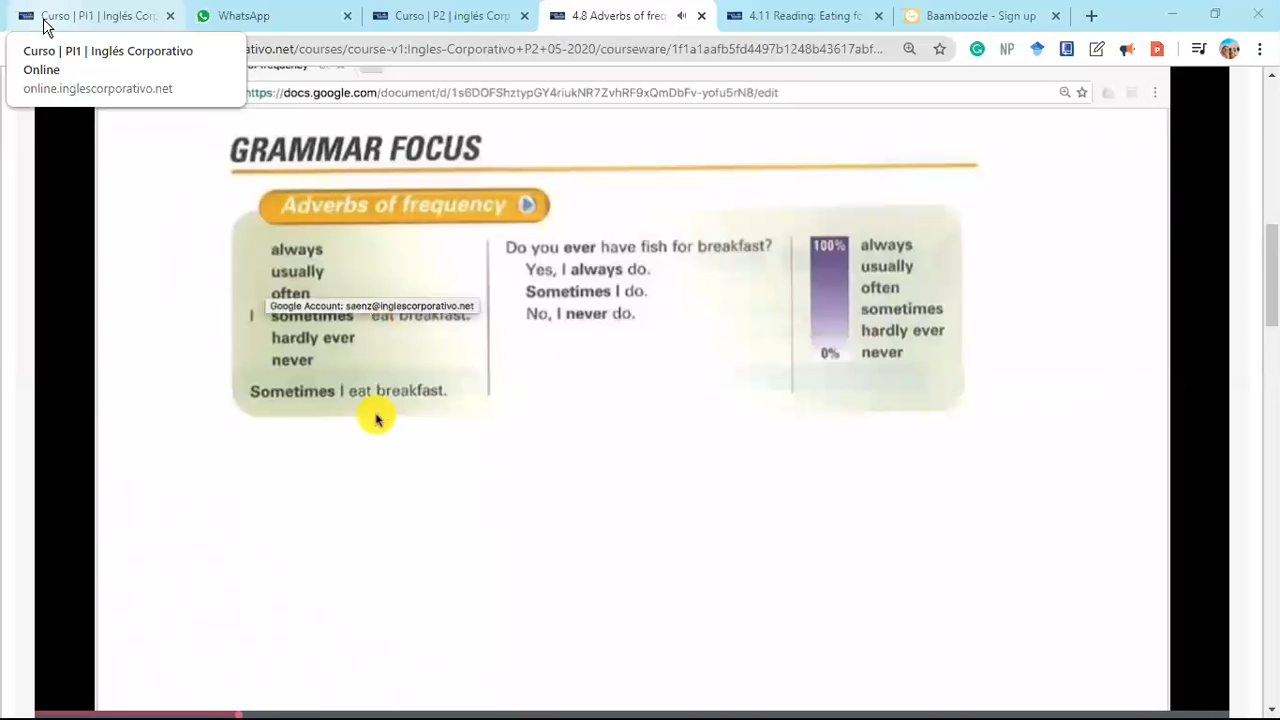 Curso | PI1 | Inglés Corp
WhatsApp
Curso | P2 | Inglés Corp
4.8 Adverbs of freq
4.11 Reading: Eating fo
Baamboozle - Sign up
Curso | PI1 | Inglés Corporativo
Online
online.inglescorporativo.net
ativo.net/courses/course-v1:Ingles-Corporativo+P2+05-2020/courseware/1f1a1aafb5fd4497b1248b43617abf...
NP
of frequency
https://docs.google.com/document/d/1s6DOFShztypGY4riukNR7ZvhRF9xQmDbFv-yofu5rN8/edit
GRAMMAR FOCUS
Adverbs of frequency
always
usually
often
Google Account: saenz@inglescorporativo.net
I sometimes eat breakfast.
hardly ever
never
Sometimes I eat breakfast.
Do you ever have fish for breakfast?
Yes, I always do.
Sometimes I do.
No, I never do.
100% always
usually
often
sometimes
hardly ever
0% never